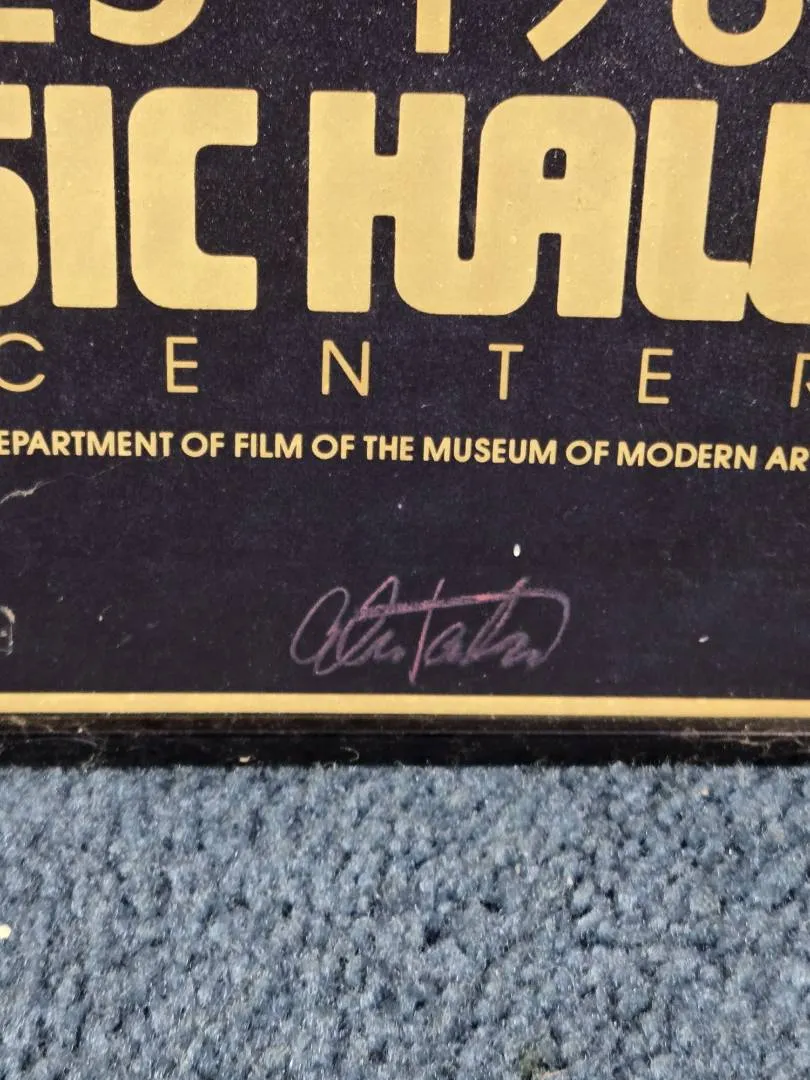 SIC HALL
CENTER
EPARTMENT OF FILM OF THE MUSEUM OF MODERN AR